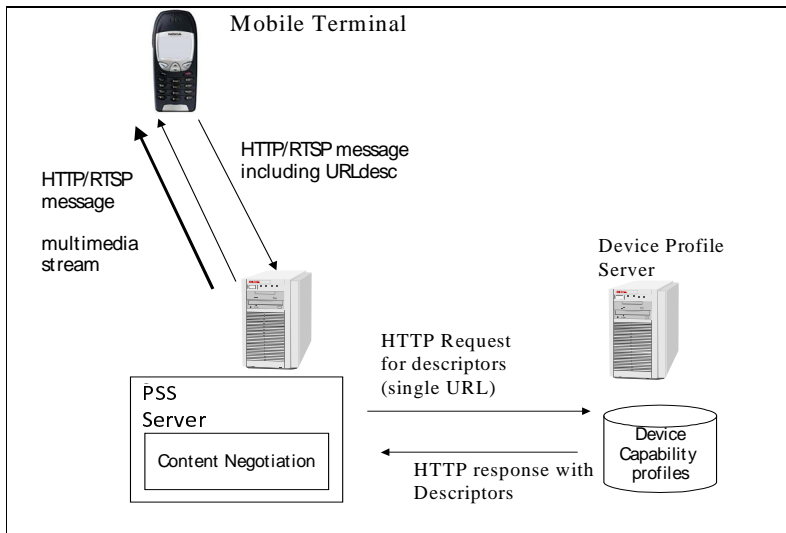 Mobile Terminal
HTTP/RTSP message
including URLdesc
HTTP/RTSP
message
multimedia
stream
Device Profile
Server
HTTP Request
for descriptors
(single URL)
PSS
Server
Content Negotiation
HTTP response with
Descriptors
Device
Capability
profiles